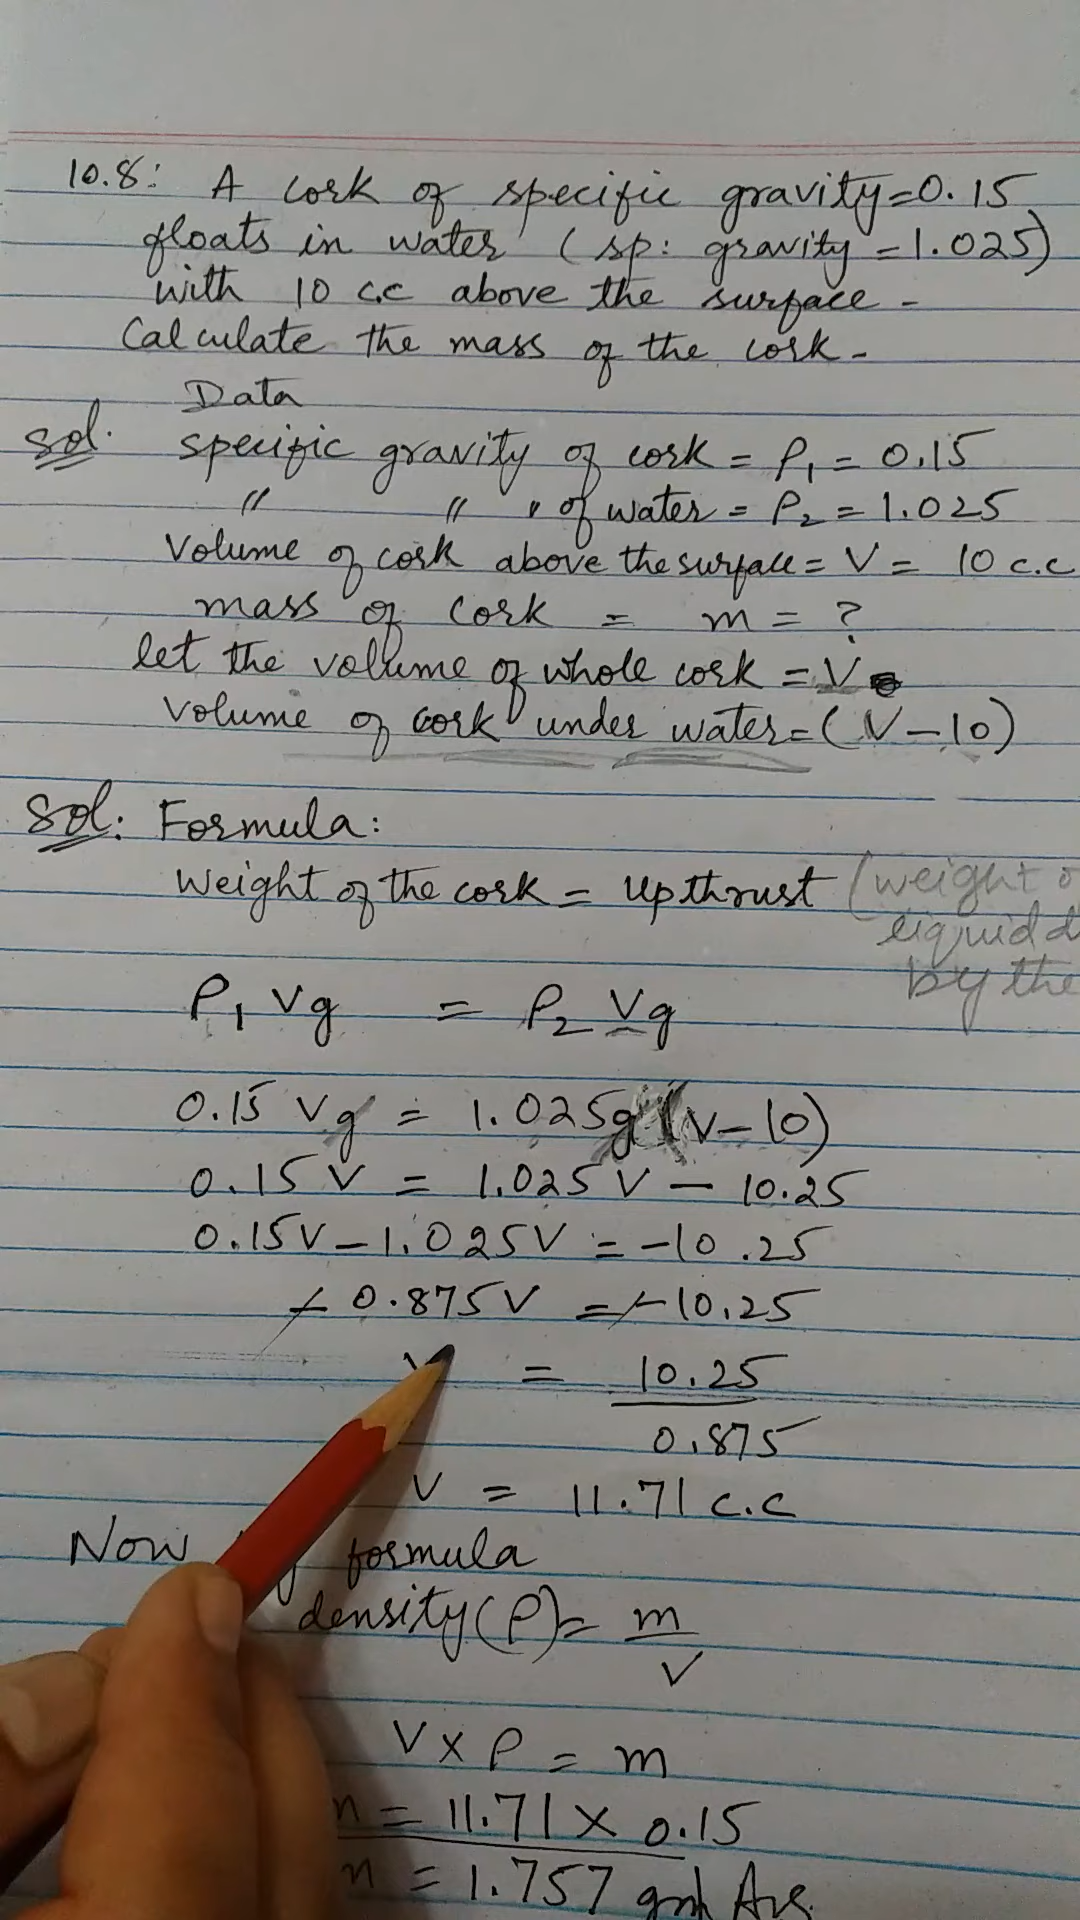 10.8: A cork of specific gravity=0.15
floats in water (sp: gravity =1.025)
with 10 c.c above the surface -
Calculate the mass of the cork -
Data
Sol. specific gravity of cork = ρ₁ = 0.15
〃 〃 〃 of water = ρ₂ = 1.025
Volume of cork above the surface = V = 10 c.c
mass of cork = m = ?
let the volume of whole cork = V
Volume of cork under water = (V-10)
Sol: Formula:
Weight of the cork = upthrust (weight o
liquid d
by the
ρ₁ Vg = ρ₂ Vg
0.15 Vg = 1.025g (V-10)
0.15 V = 1.025 V - 10.25
0.15V - 1.025V = -10.25
- 0.875V = -10.25
V = 10.25
0.875
V = 11.71 c.c
Now formula
density (ρ) = m
V
V x ρ = m
m = 11.71 x 0.15
m = 1.757 gm Ans.